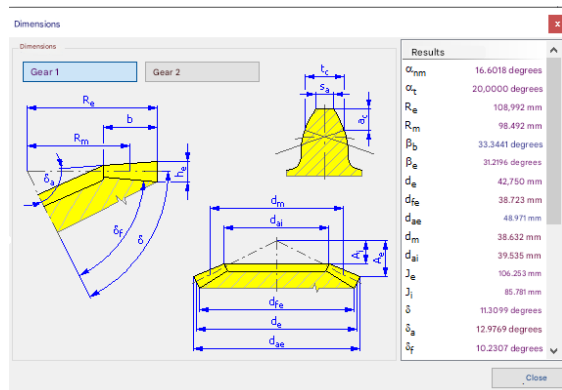 Dimensions
x
Dimensions
Gear 1
Gear 2
Re
b
Rm
he
δa
δf
δ
tc
sa
ac
dm
dai
Ai
Ae
dfe
de
dae
Results
αnm 16.6018 degrees
αt 20,0000 degrees
Re 108,992 mm
Rm 98.492 mm
βb 33.3441 degrees
βe 31.2196 degrees
de 42,750 mm
dfe 38.723 mm
dae 48.971 mm
dm 38.632 mm
dai 39.535 mm
Je 106.253 mm
Ji 85.781 mm
δ 11.3099 degrees
δa 12.9769 degrees
δf 10.2307 degrees
Close